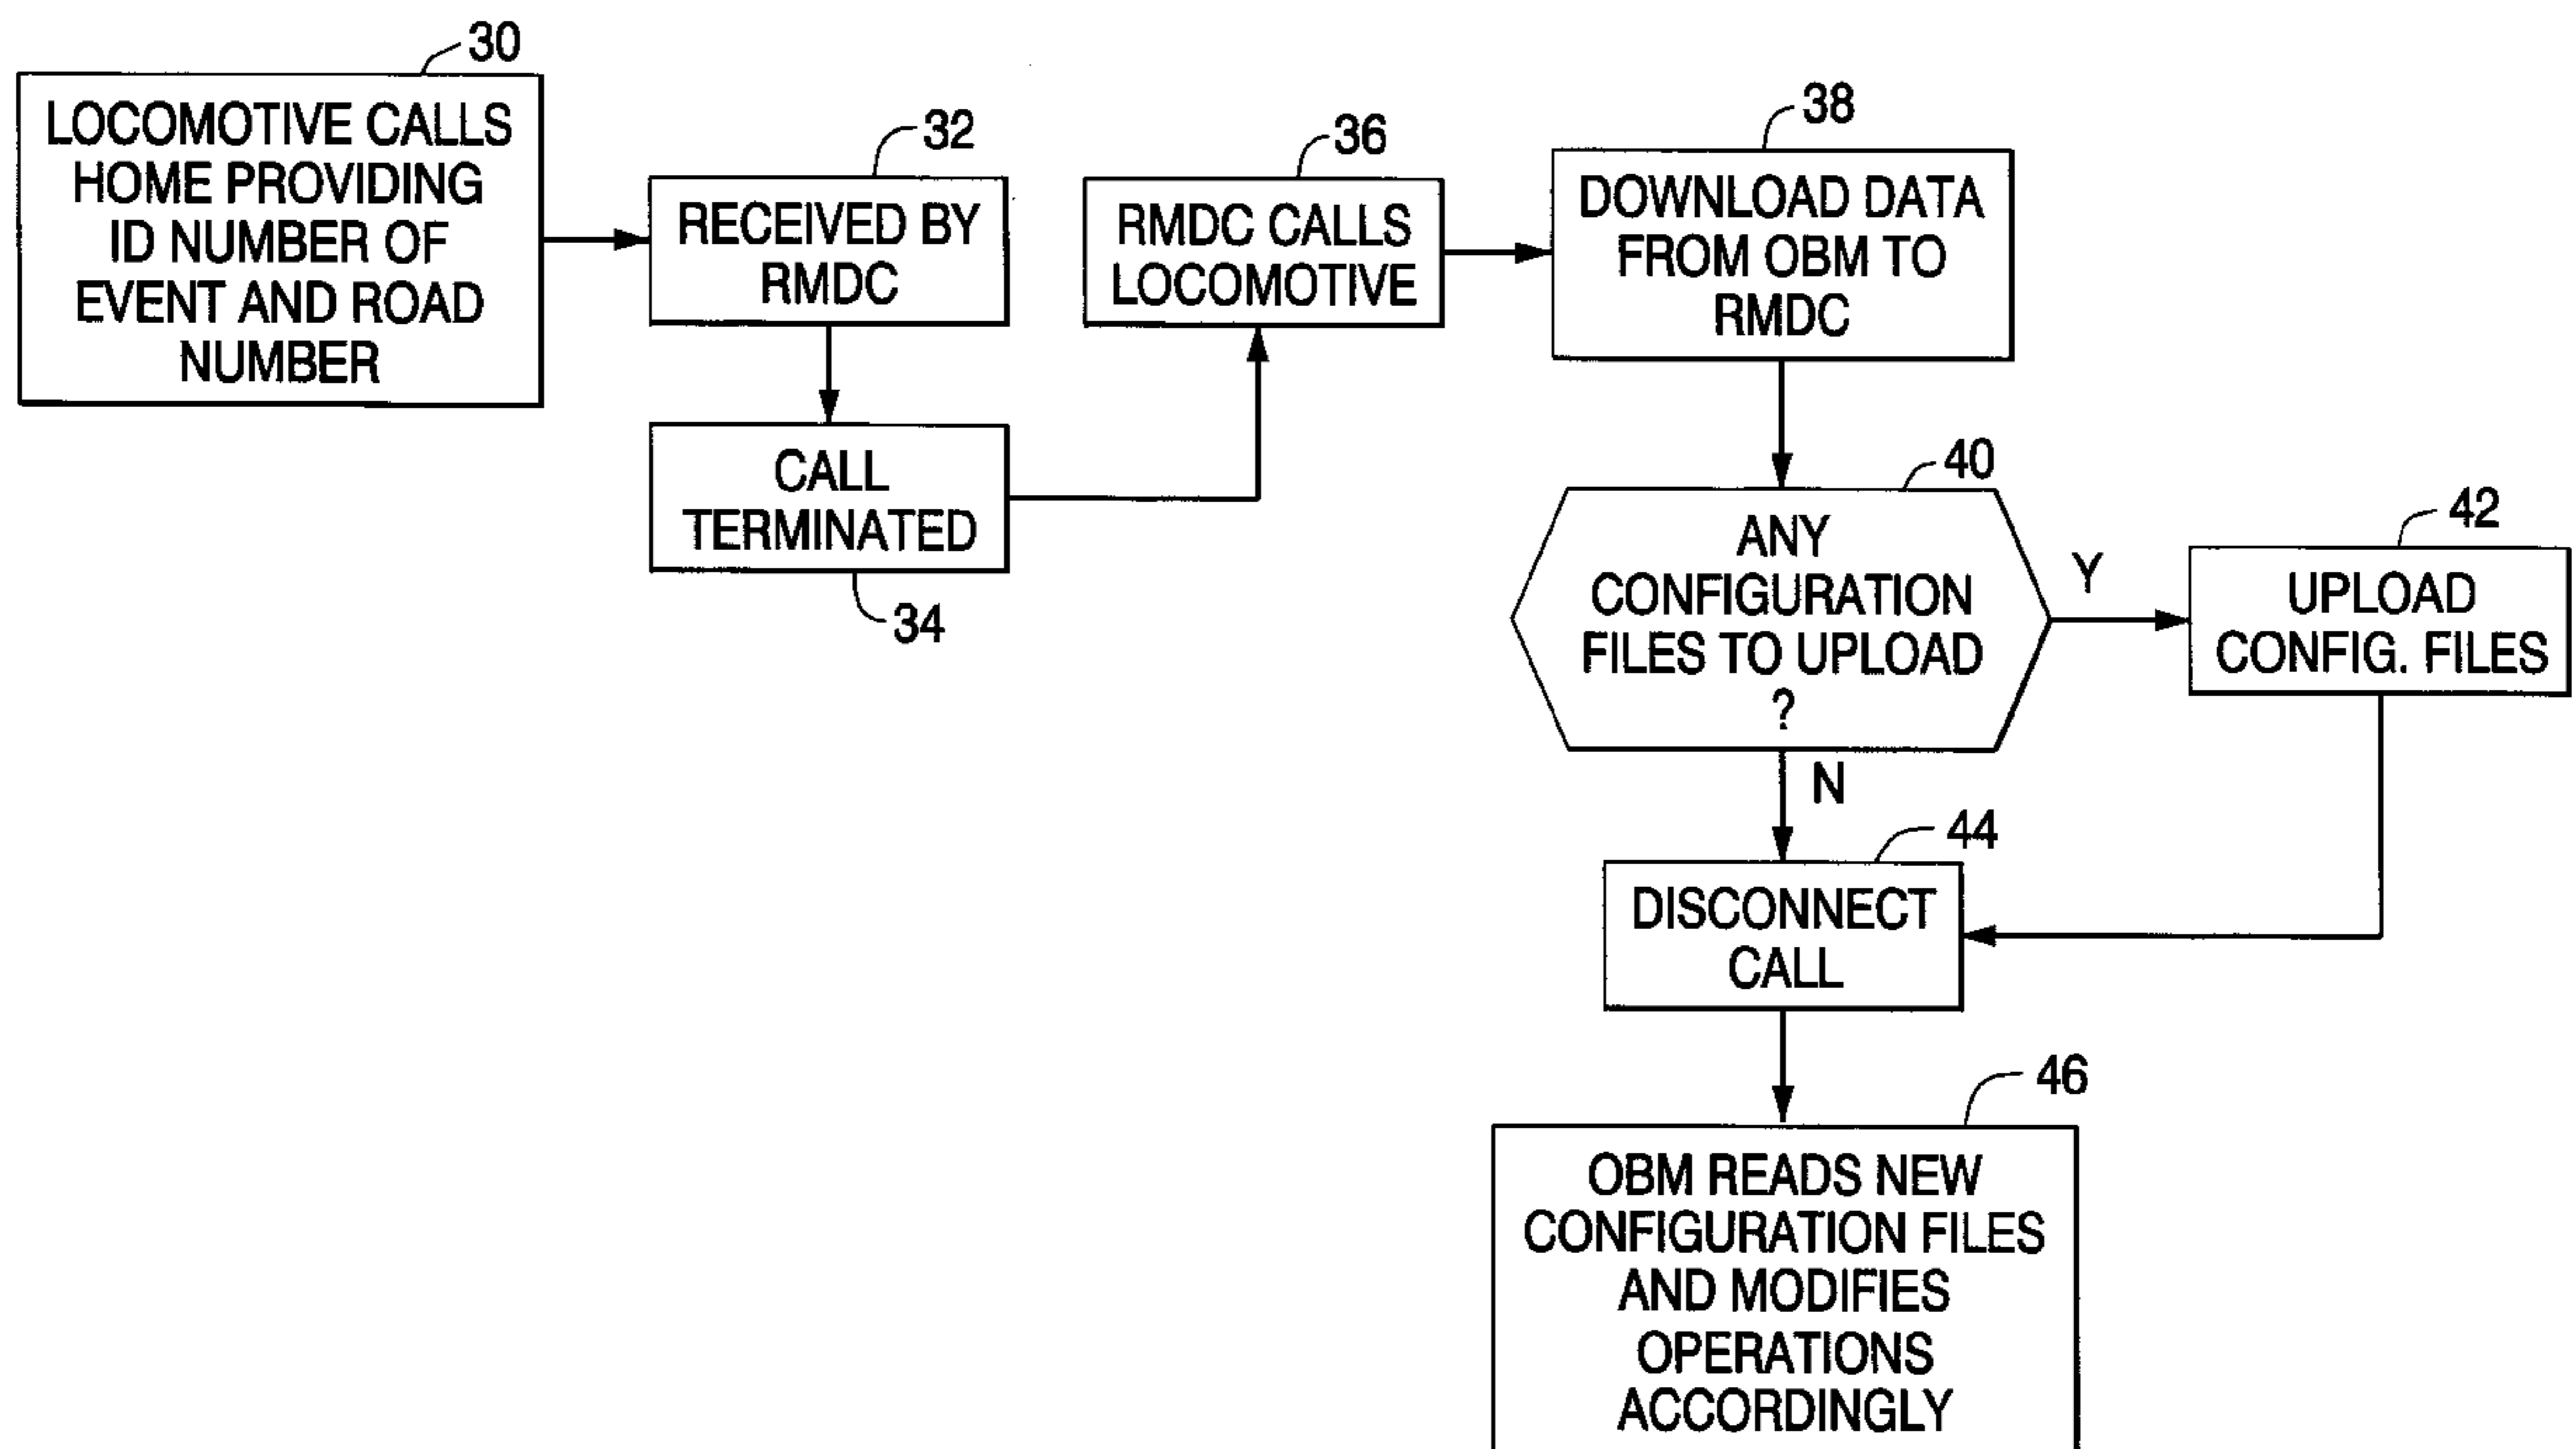 30
LOCOMOTIVE CALLS
HOME PROVIDING
ID NUMBER OF
EVENT AND ROAD
NUMBER
32
RECEIVED BY
RMDC
CALL
TERMINATED
34
36
RMDC CALLS
LOCOMOTIVE
38
DOWNLOAD DATA
FROM OBM TO
RMDC
40
ANY
CONFIGURATION
FILES TO UPLOAD
?
Y
42
UPLOAD
CONFIG. FILES
N
44
DISCONNECT
CALL
46
OBM READS NEW
CONFIGURATION FILES
AND MODIFIES
OPERATIONS
ACCORDINGLY